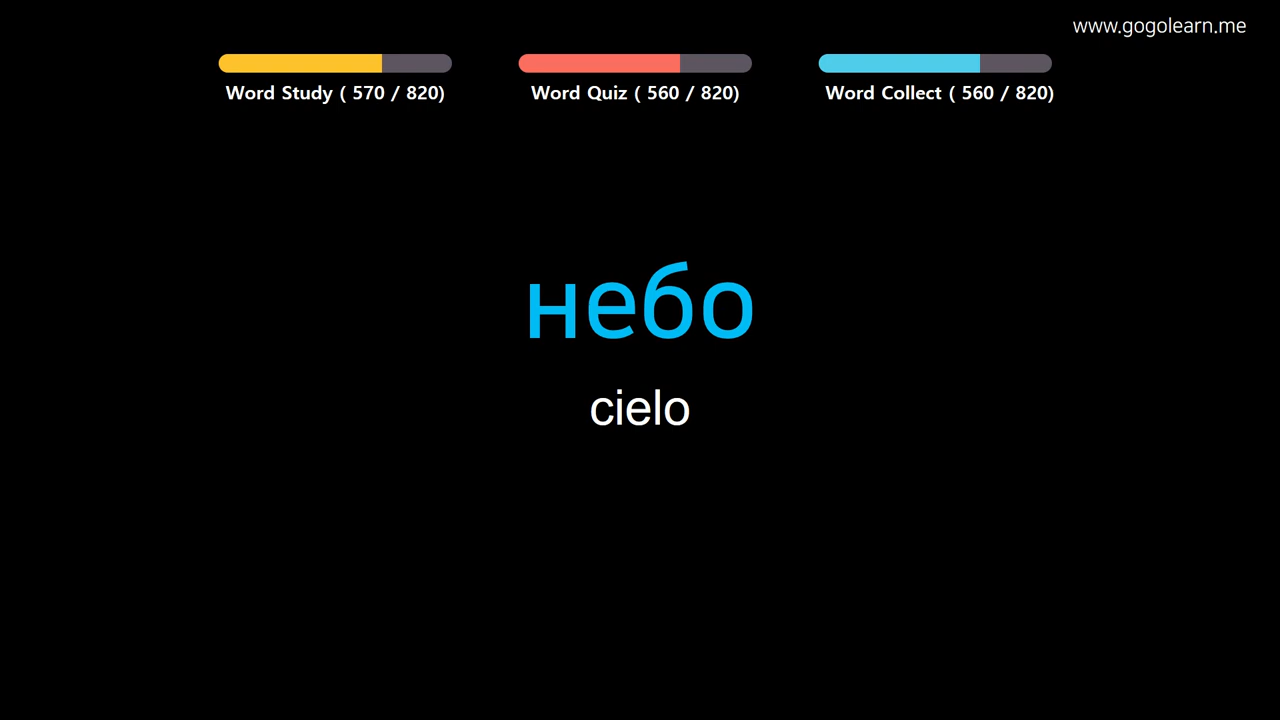 www.gogolearn.me
Word Study ( 570 / 820)
Word Quiz ( 560 / 820)
Word Collect ( 560 / 820)
небо
cielo